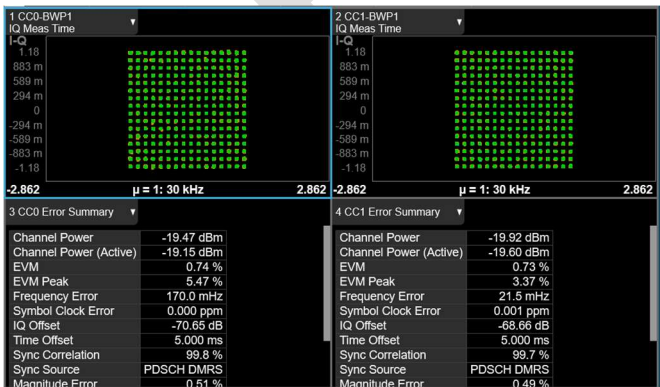 1 CC0-BWP1
IQ Meas Time
I-Q
1.18
883 m
589 m
294 m
0
-294 m
-589 m
-883 m
-1.18
-2.862 μ = 1: 30 kHz 2.862
2 CC1-BWP1
IQ Meas Time
I-Q
1.18
883 m
589 m
294 m
0
-294 m
-589 m
-883 m
-1.18
-2.862 μ = 1: 30 kHz 2.862
3 CC0 Error Summary
Channel Power -19.47 dBm
Channel Power (Active) -19.15 dBm
EVM 0.74 %
EVM Peak 5.47 %
Frequency Error 170.0 mHz
Symbol Clock Error 0.000 ppm
IQ Offset -70.65 dB
Time Offset 5.000 ms
Sync Correlation 99.8 %
Sync Source PDSCH DMRS
Magnitude Error 0.51 %
4 CC1 Error Summary
Channel Power -19.92 dBm
Channel Power (Active) -19.60 dBm
EVM 0.73 %
EVM Peak 3.37 %
Frequency Error 21.5 mHz
Symbol Clock Error 0.001 ppm
IQ Offset -68.66 dB
Time Offset 5.000 ms
Sync Correlation 99.7 %
Sync Source PDSCH DMRS
Magnitude Error 0.49 %